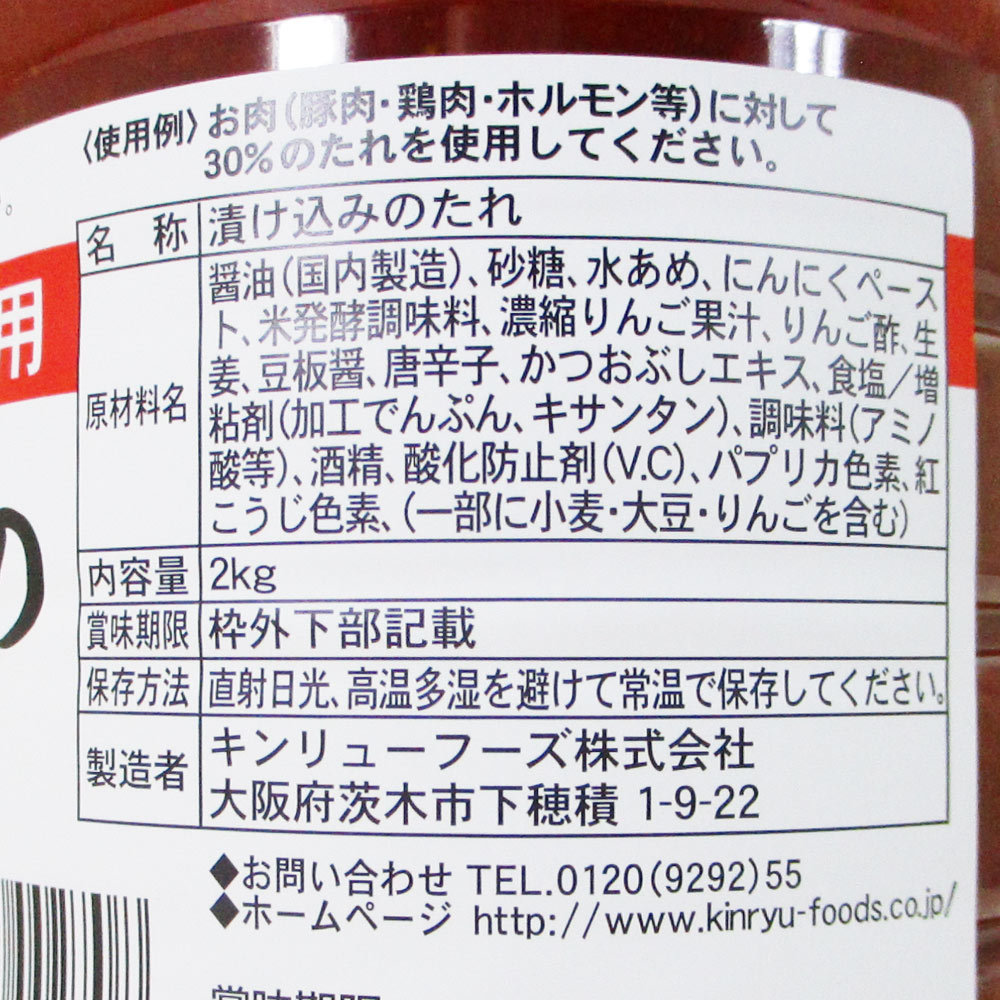 〈使用例〉お肉(豚肉・鶏肉・ホルモン等)に対して
30%のたれを使用してください。
。
用
め
名 称 漬け込みのたれ
原材料名
醤油(国内製造)、砂糖、水あめ、にんにくペース
ト、米発酵調味料、濃縮りんご果汁、りんご酢、生
姜、豆板醤、唐辛子、かつおぶしエキス、食塩/増
粘剤(加工でんぷん、キサンタン)、調味料(アミノ
酸等)、酒精、酸化防止剤(V.C)、パプリカ色素、紅
こうじ色素、(一部に小麦・大豆・りんごを含む)
内容量 2kg
賞味期限 枠外下部記載
保存方法 直射日光、高温多湿を避けて常温で保存してください。
製造者
キンリューフーズ株式会社
大阪府茨木市下穂積 1-9-22
◆お問い合わせ TEL.0120(9292)55
◆ホームページ http://www.kinryu-foods.co.jp/
賞味期限